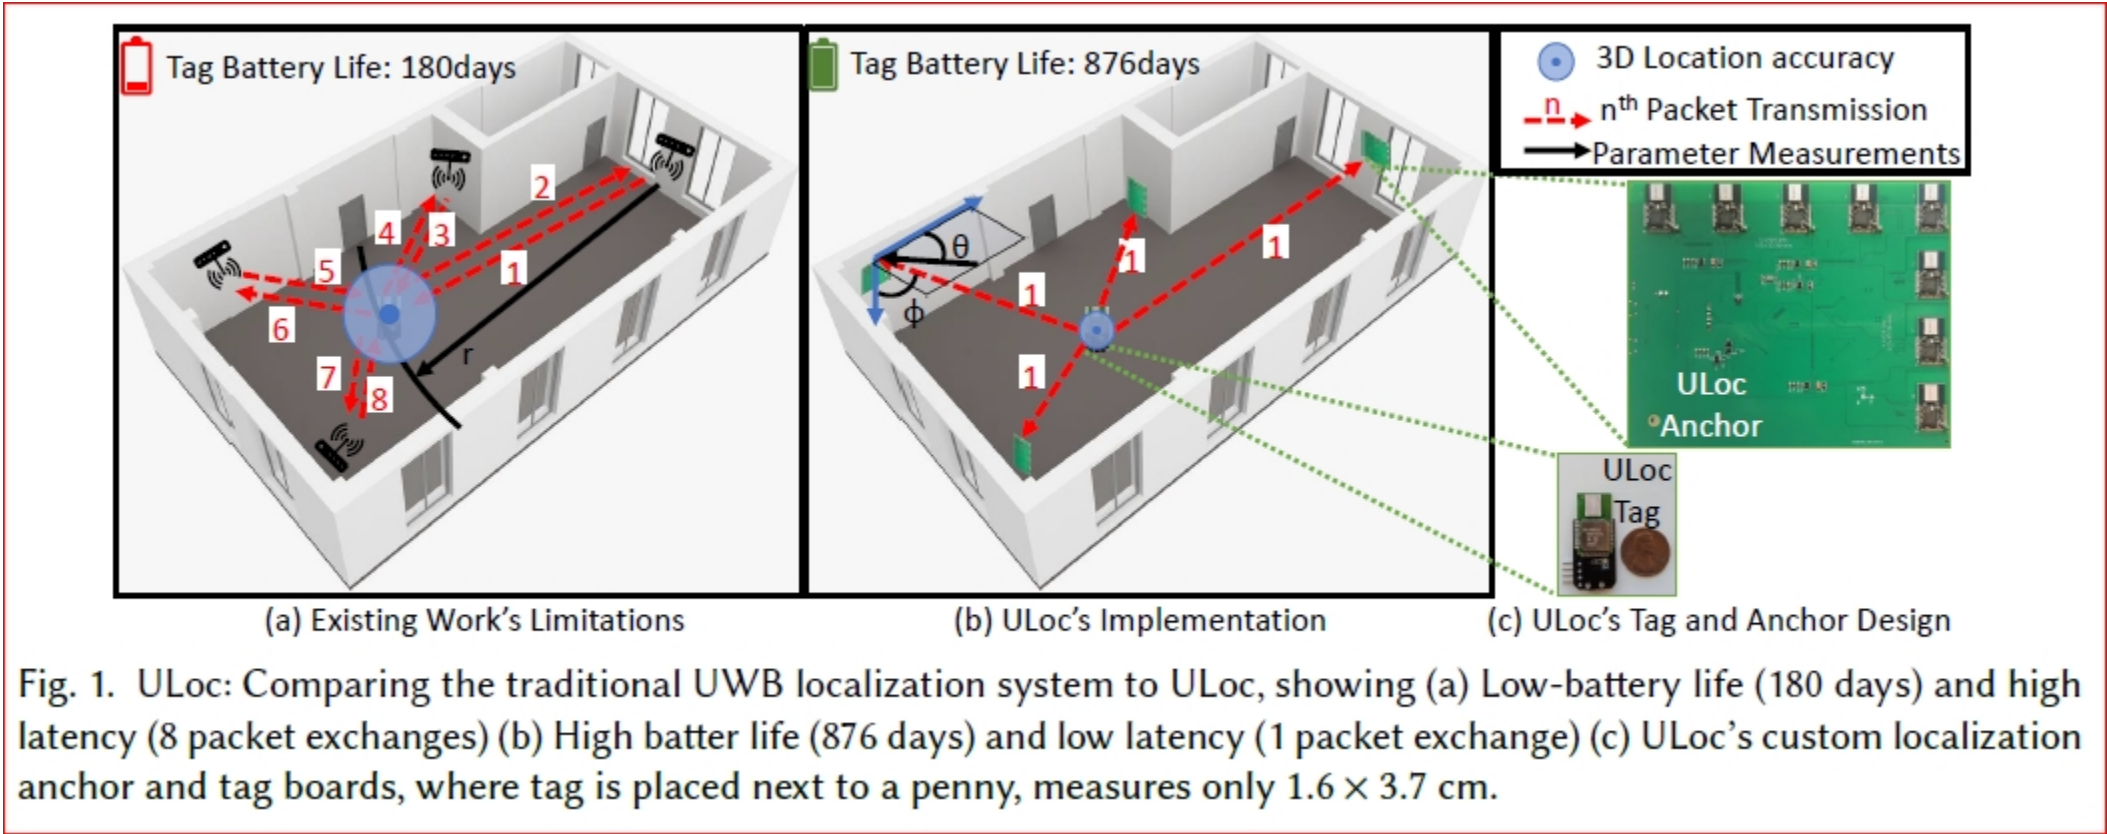 Tag Battery Life: 180days
4
3
2
1
5
6
7
8
r
Tag Battery Life: 876days
θ
ϕ
1
1
1
1
3D Location accuracy
n
nth Packet Transmission
Parameter Measurements
ULoc
Anchor
ULoc
Tag
(a) Existing Work's Limitations
(b) ULoc's Implementation
(c) ULoc's Tag and Anchor Design
Fig. 1. ULoc: Comparing the traditional UWB localization system to ULoc, showing (a) Low-battery life (180 days) and high
latency (8 packet exchanges) (b) High batter life (876 days) and low latency (1 packet exchange) (c) ULoc's custom localization
anchor and tag boards, where tag is placed next to a penny, measures only 1.6 × 3.7 cm.